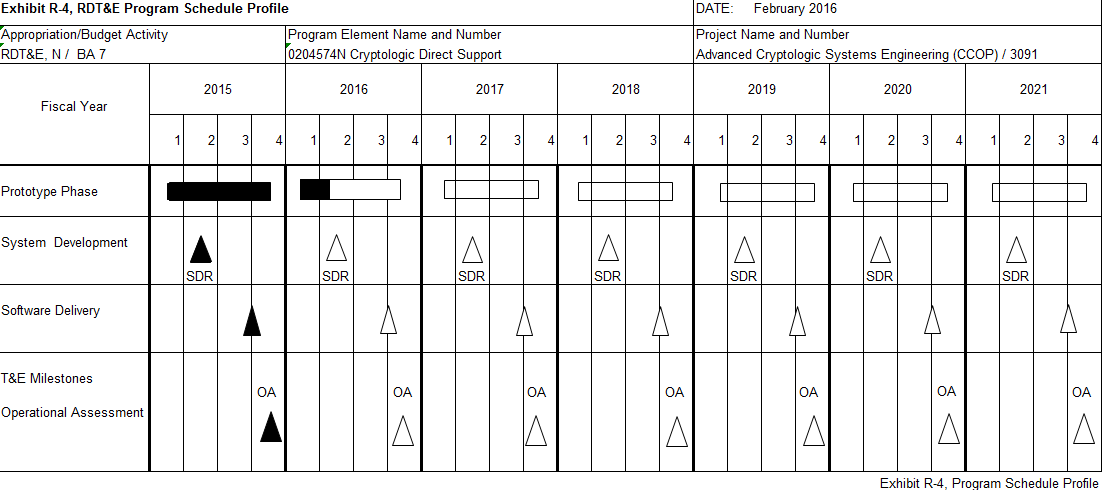 Exhibit R-4, RDT&E Program Schedule Profile DATE: February 2016
Appropriation/Budget Activity Program Element Name and Number Project Name and Number
RDT&E, N / BA 7 0204574N Cryptologic Direct Support Advanced Cryptologic Systems Engineering (CCOP) / 3091
Fiscal Year 2015 2016 2017 2018 2019 2020 2021
1 2 3 4 1 2 3 4 1 2 3 4 1 2 3 4 1 2 3 4 1 2 3 4 1 2 3 4
Prototype Phase
System Development
SDR SDR SDR SDR SDR SDR SDR
Software Delivery
T&E Milestones
OA OA OA OA OA OA OA
Operational Assessment
Exhibit R-4, Program Schedule Profile